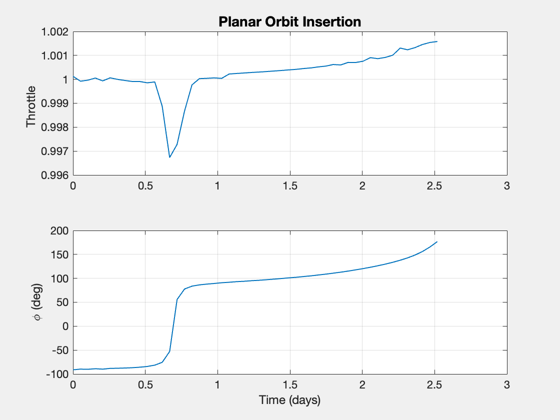 Planar Orbit Insertion
Throttle
1.002
1.001
1
0.999
0.998
0.997
0.996
0 0.5 1 1.5 2 2.5 3
ϕ (deg)
200
150
100
50
0
-50
-100
0 0.5 1 1.5 2 2.5 3
Time (days)